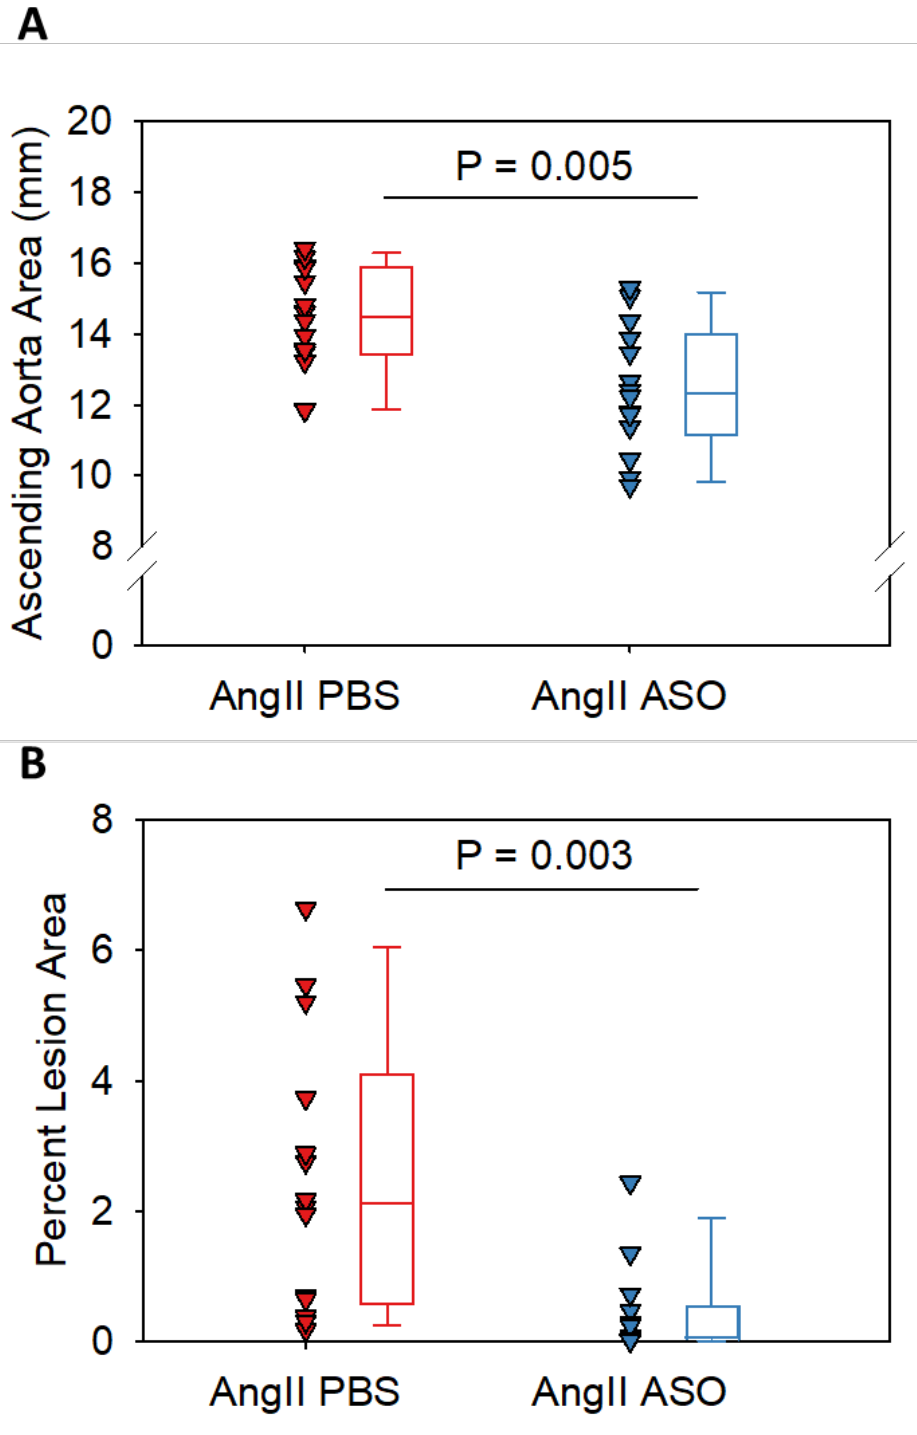 A
Ascending Aorta Area (mm)
20
18
16
14
12
10
8
0
P = 0.005
AngII PBS
AngII ASO
B
Percent Lesion Area
8
6
4
2
0
P = 0.003
AngII PBS
AngII ASO